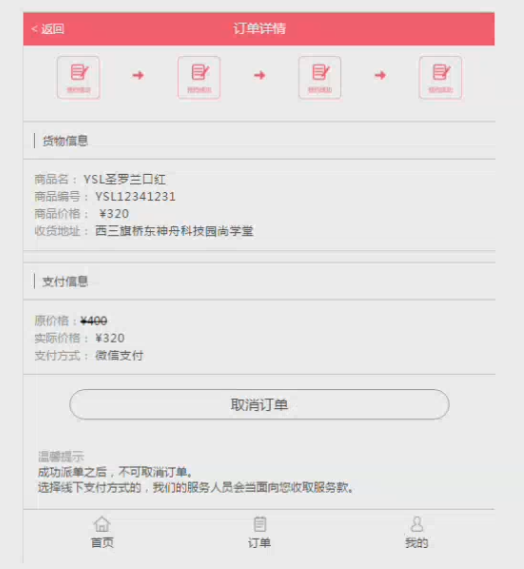 < 返回
订单详情
货物信息
商品名： YSL圣罗兰口红
商品编号： YSL12341231
商品价格： ¥320
收货地址： 西三旗桥东神舟科技园尚学堂
支付信息
原价格：¥400
实际价格：¥320
支付方式： 微信支付
取消订单
温馨提示
成功派单之后，不可取消订单。
选择线下支付方式的，我们的服务人员会当面向您收取服务款。
首页
订单
我的